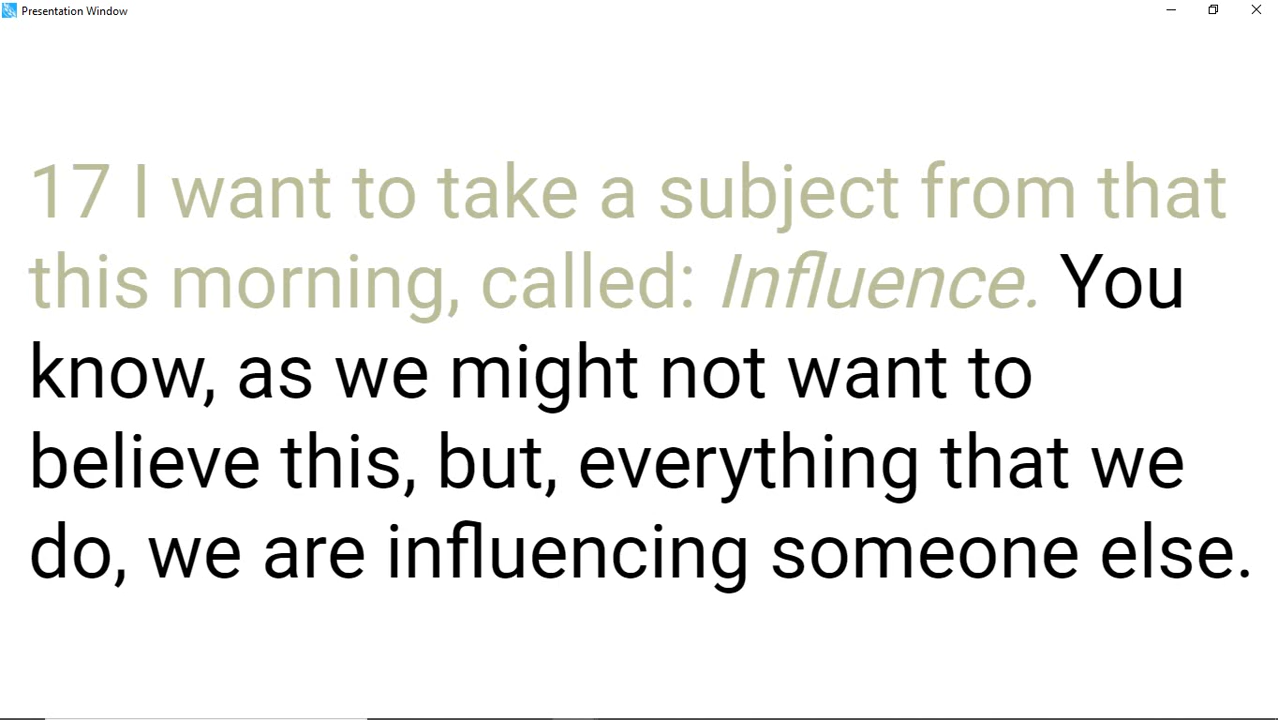 Presentation Window
17 I want to take a subject from that
this morning, called: Influence. You
know, as we might not want to
believe this, but, everything that we
do, we are influencing someone else.